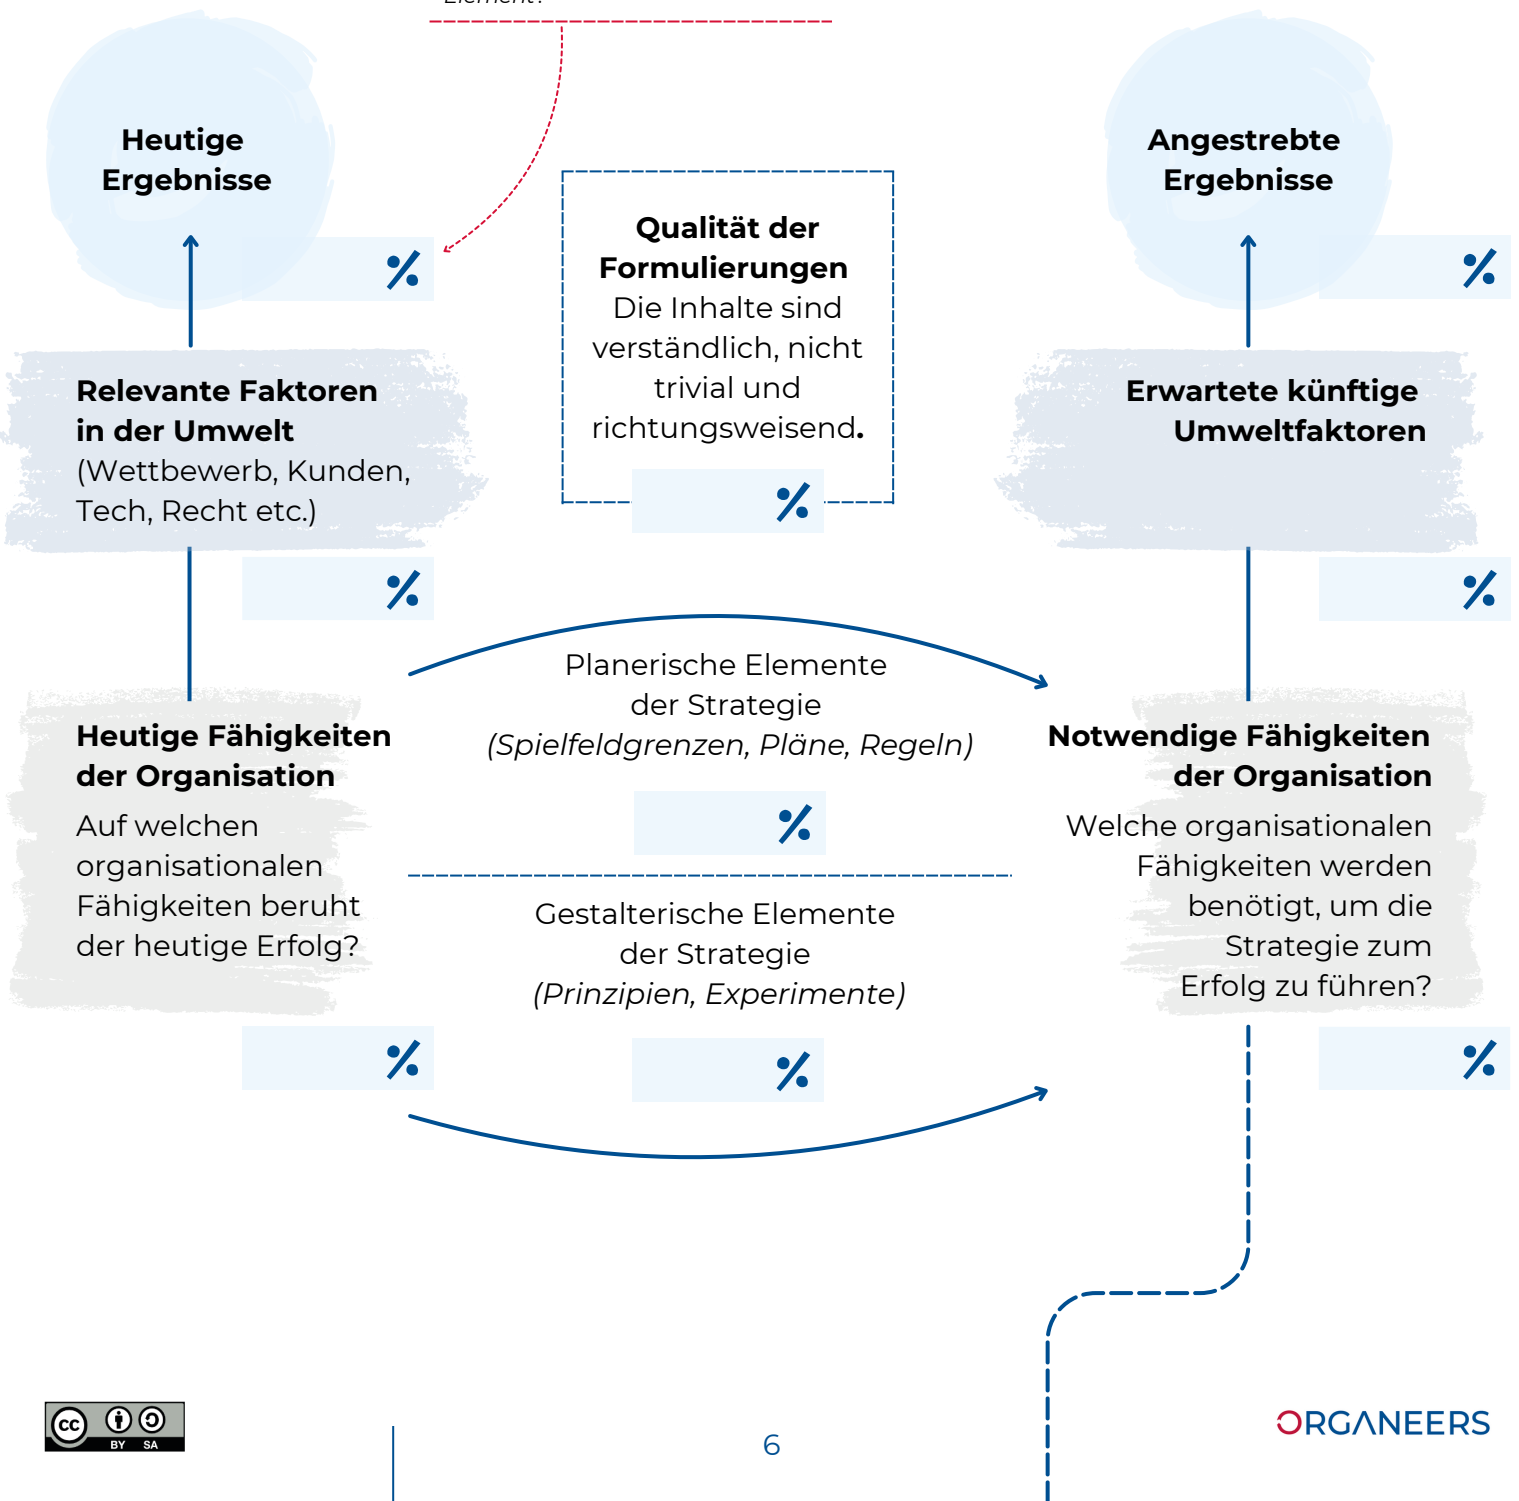 Element?
Heutige
Ergebnisse
%
Relevante Faktoren
in der Umwelt
(Wettbewerb, Kunden,
Tech, Recht etc.)
%
Heutige Fähigkeiten
der Organisation
Auf welchen
organisationalen
Fähigkeiten beruht
der heutige Erfolg?
%
Qualität der
Formulierungen
Die Inhalte sind
verständlich, nicht
trivial und
richtungsweisend.
%
Planerische Elemente
der Strategie
(Spielfeldgrenzen, Pläne, Regeln)
%
Gestalterische Elemente
der Strategie
(Prinzipien, Experimente)
%
Angestrebte
Ergebnisse
%
Erwartete künftige
Umweltfaktoren
%
Notwendige Fähigkeiten
der Organisation
Welche organisationalen
Fähigkeiten werden
benötigt, um die
Strategie zum
Erfolg zu führen?
%
cc BY SA
6
ORGANEERS